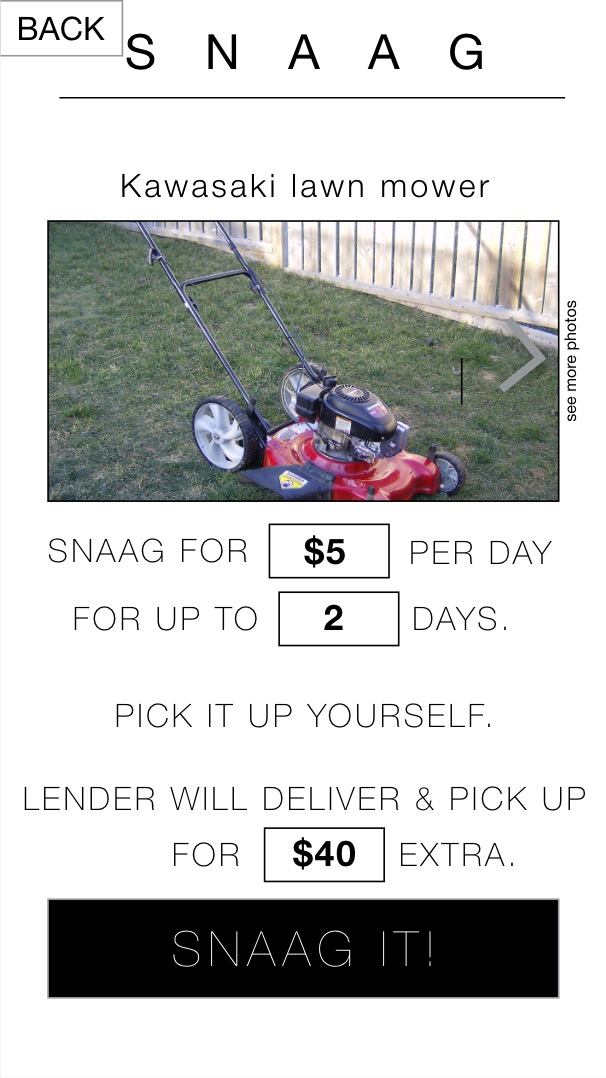 BACK
S N A A G
Kawasaki lawn mower
see more photos
SNAAG FOR $5 PER DAY
FOR UP TO 2 DAYS.
PICK IT UP YOURSELF.
LENDER WILL DELIVER & PICK UP
FOR $40 EXTRA.
SNAAG IT!